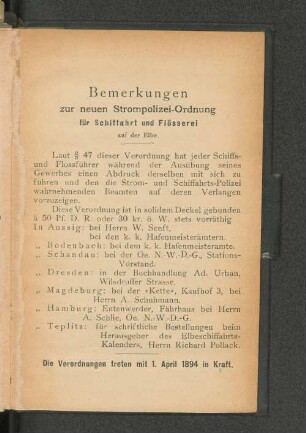 Bemerkungen
zur neuen Strompolizei-Ordnung
für Schiffahrt und Flösserei
auf der Elbe.
Laut § 47 dieser Verordnung hat jeder Schiffs-
und Flossführer während der Ausübung seines
Gewerbes einen Abdruck derselben mit sich zu
führen und den die Strom- und Schiffahrts-Polizei
wahrnehmenden Beamten auf deren Verlangen
vorzuzeigen.
Diese Verordnung ist in solidem Deckel gebunden
à 50 Pf. D. R. oder 30 kr. ö. W. stets vorräthig
In Aussig: bei Herrn W. Senft,
bei dem k. k. Hafenmeisteramte.
„ Bodenbach: bei dem k. k. Hafenmeisteramte.
„ Schandau: bei der Oe. N.-W.-D.-G., Stations-
Vorstand.
„ Dresden: in der Buchhandlung Ad. Urban,
Wilsdruffer Strasse.
„ Magdeburg: bei der »Kette«, Kaufhof 3, bei
Herrn A. Schuhmann.
„ Hamburg: Entenwerder, Fährhaus bei Herrn
A. Schlie, Oe. N.-W.-D.-G.
„ Teplitz: für schriftliche Bestellungen beim
Herausgeber des Elbeschiffahrts-
Kalenders, Herrn Richard Pollack.
Die Verordnungen treten mit 1. April 1894 in Kraft.